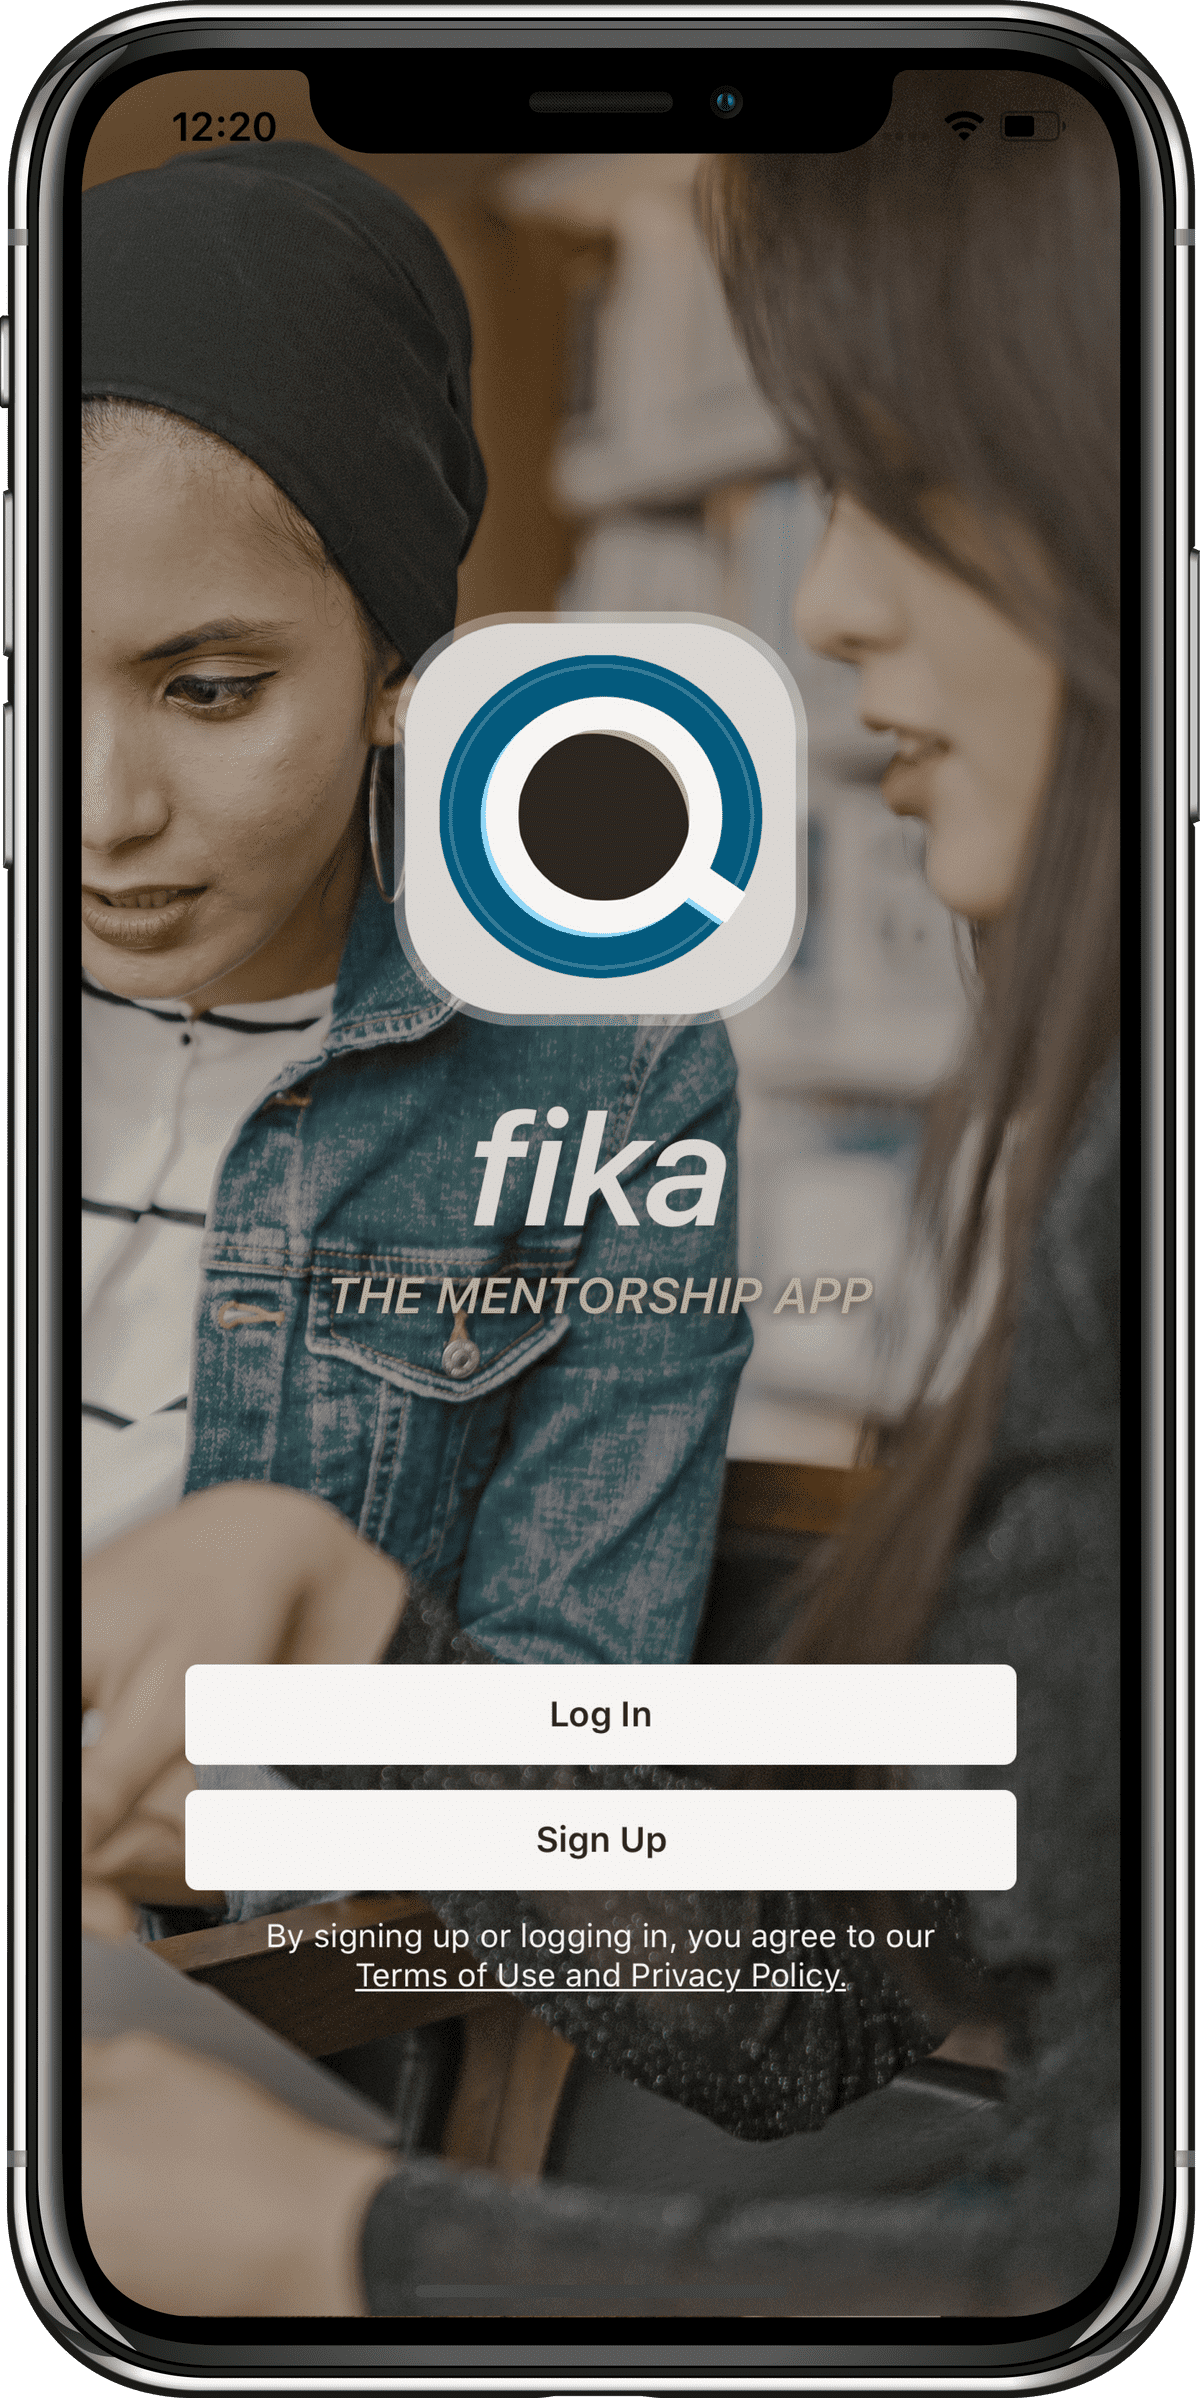 12:20
fika
THE MENTORSHIP APP
Log In
Sign Up
By signing up or logging in, you agree to our
Terms of Use and Privacy Policy.